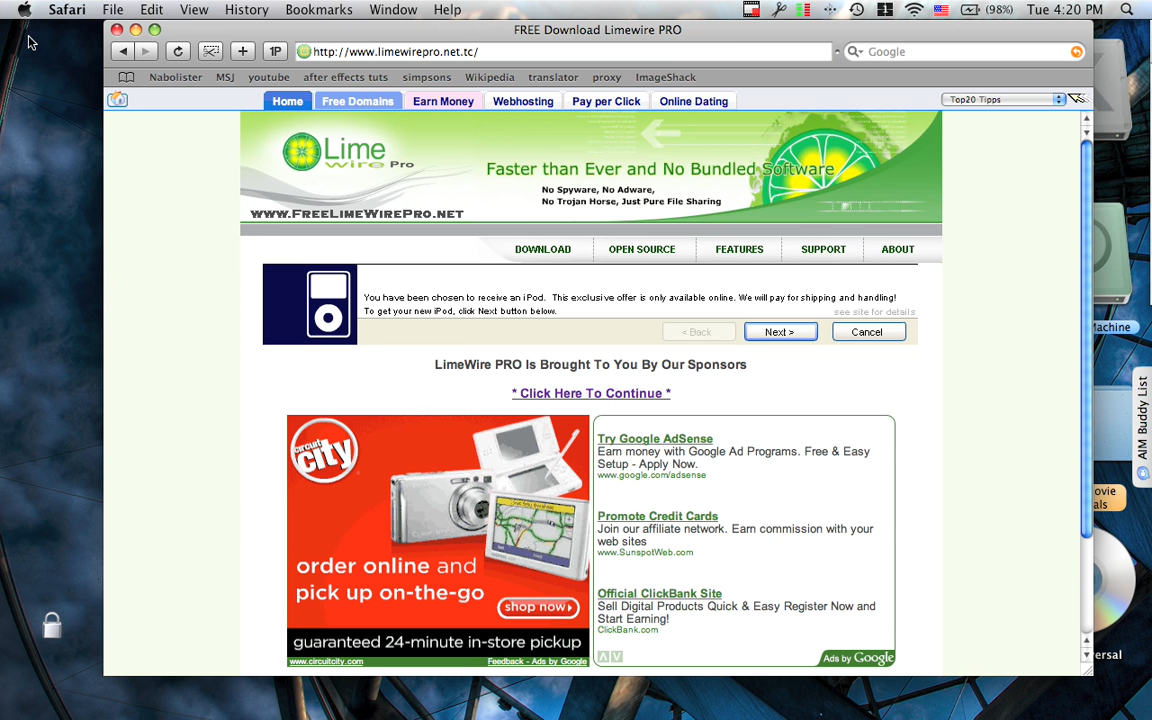 Safari File Edit View History Bookmarks Window Help (98%) Tue 4:20 PM
FREE Download Limewire PRO
1P http://www.limewirepro.net.tc/ Google
Nabolister MSJ youtube after effects tuts simpsons Wikipedia translator proxy ImageShack
Home Free Domains Earn Money Webhosting Pay per Click Online Dating Top20 Tipps
Lime
wire Pro
Faster than Ever and No Bundled Software
No Spyware, No Adware,
No Trojan Horse, Just Pure File Sharing
WWW.FREELIMEWIREPRO.NET
DOWNLOAD OPEN SOURCE FEATURES SUPPORT ABOUT
You have been chosen to receive an iPod. This exclusive offer is only available online. We will pay for shipping and handling!
To get your new iPod, click Next button below.
see site for details
< Back Next > Cancel
LimeWire PRO Is Brought To You By Our Sponsors
* Click Here To Continue *
circuit
city
order online and
pick up on-the-go
shop now
guaranteed 24-minute in-store pickup
www.circuitcity.com Feedback - Ads by Google
Try Google AdSense
Earn money with Google Ad Programs. Free & Easy
Setup - Apply Now.
www.google.com/adsense
Promote Credit Cards
Join our affiliate network. Earn commission with your
web sites
www.SunspotWeb.com
Official ClickBank Site
Sell Digital Products Quick & Easy Register Now and
Start Earning!
ClickBank.com
Ads by Google
Machine
AIM Buddy List
ovie
als
ersal